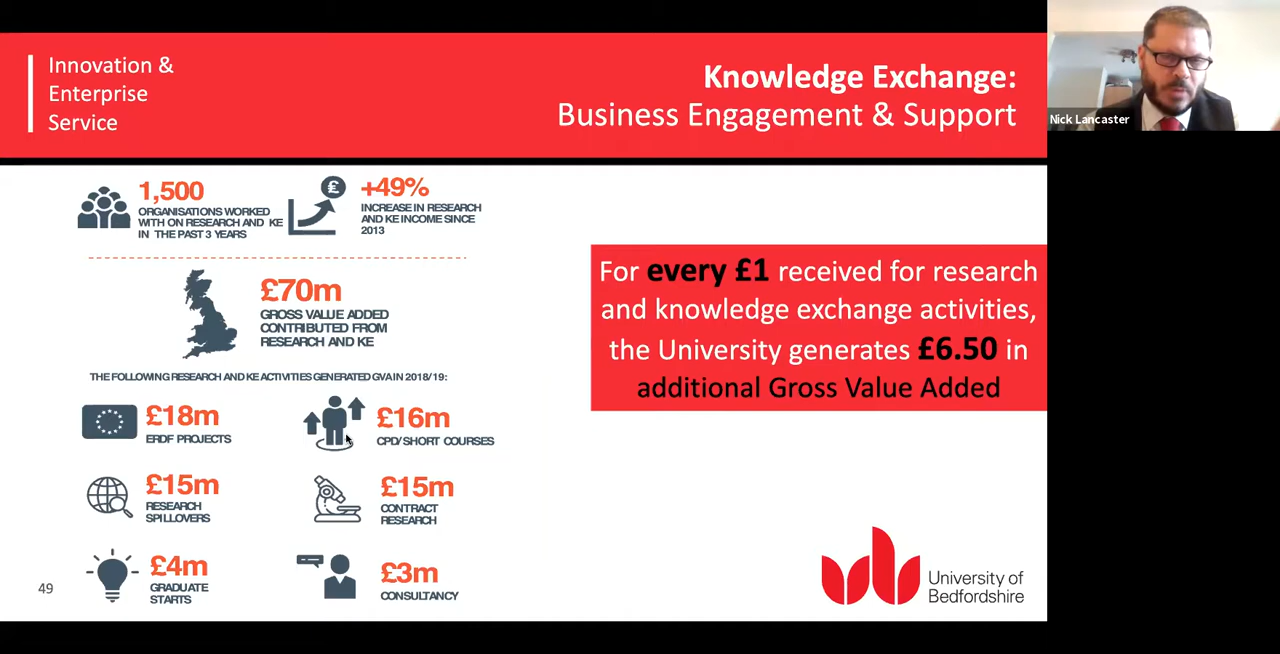 Innovation &
Enterprise
Service
Knowledge Exchange:
Business Engagement & Support
Nick Lancaster
1,500
ORGANISATIONS WORKED
WITH ON RESEARCH AND KE
IN THE PAST 3 YEARS
£
+49%
INCREASE IN RESEARCH
AND KE INCOME SINCE
2013
£70m
GROSS VALUE ADDED
CONTRIBUTED FROM
RESEARCH AND KE
THE FOLLOWING RESEARCH AND KE ACTIVITIES GENERATED GVA IN 2018/19:
£18m
ERDF PROJECTS
£16m
CPD/SHORT COURSES
£15m
RESEARCH
SPILLOVERS
£15m
CONTRACT
RESEARCH
£4m
GRADUATE
STARTS
£3m
CONSULTANCY
For every £1 received for research
and knowledge exchange activities,
the University generates £6.50 in
additional Gross Value Added
49
University of
Bedfordshire